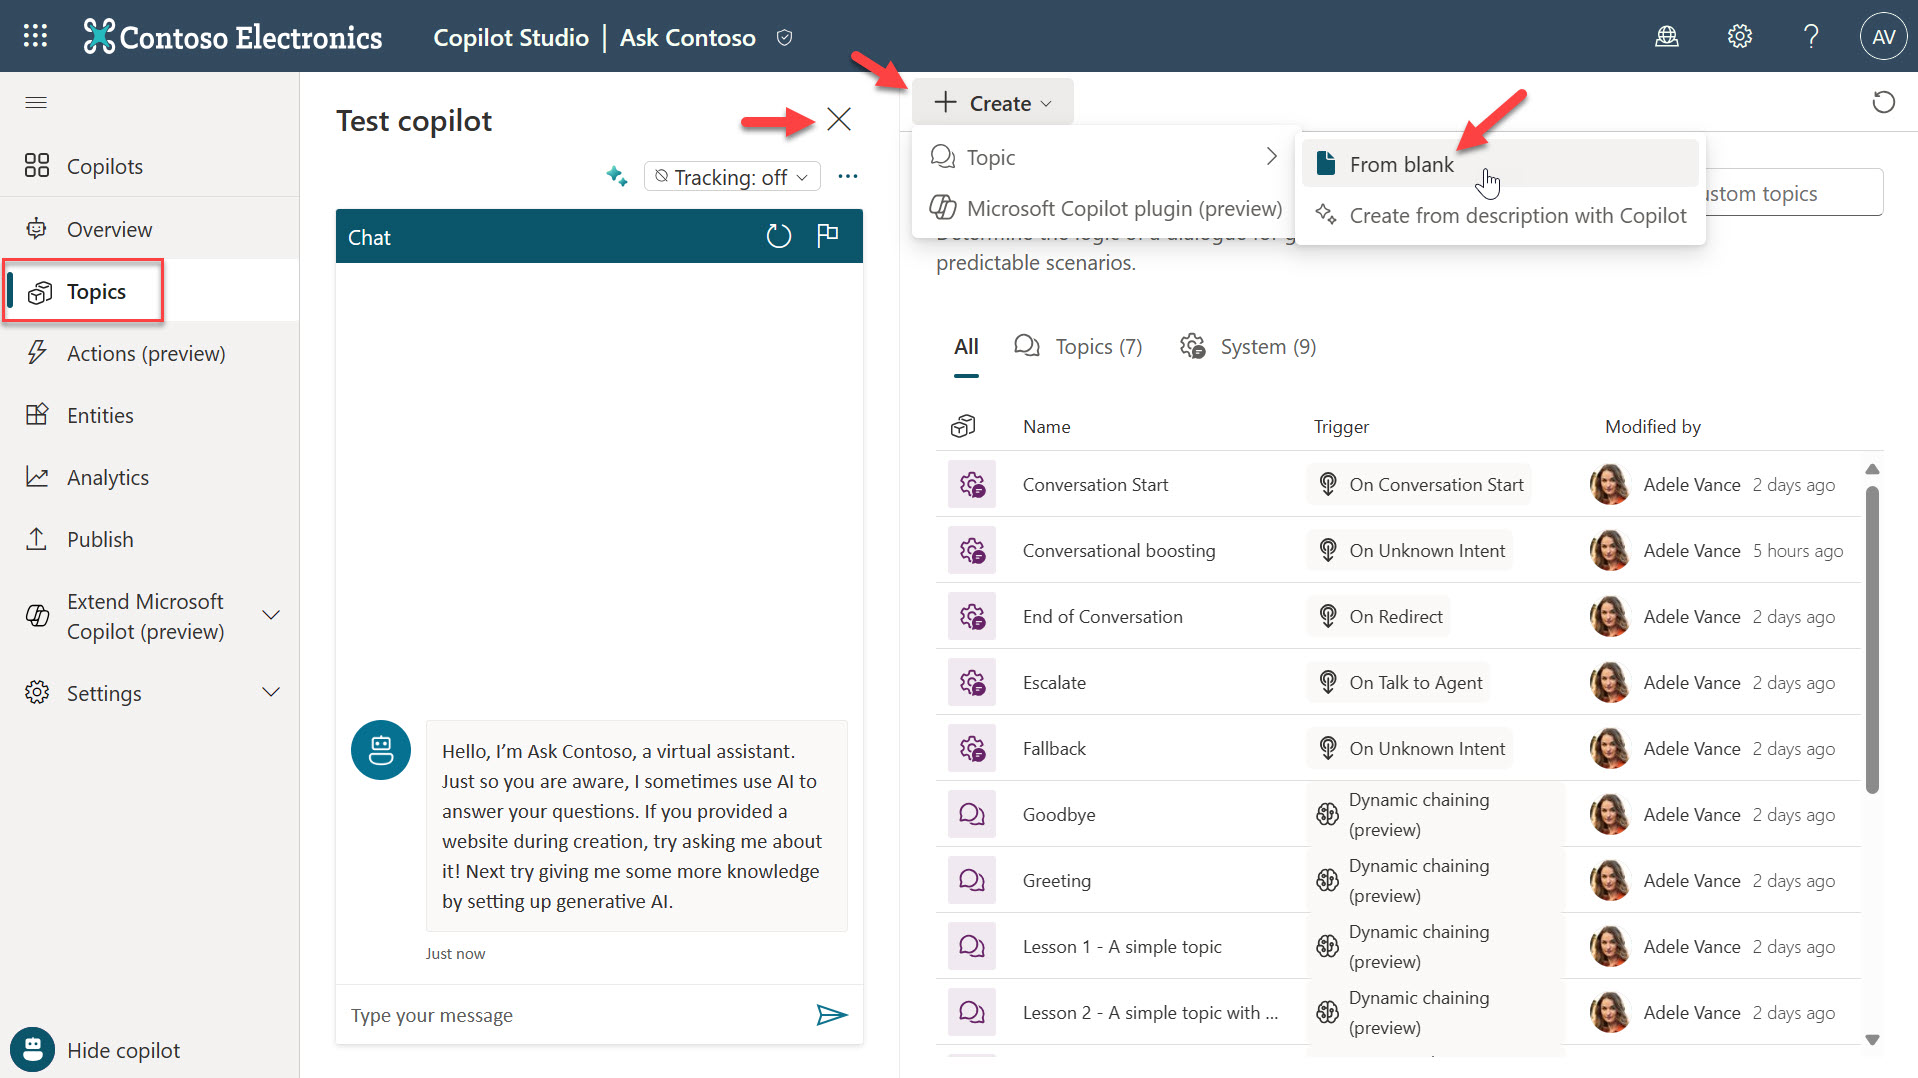 Contoso Electronics
Copilot Studio | Ask Contoso
AV
Copilots
Overview
Topics
Actions (preview)
Entities
Analytics
Publish
Extend Microsoft
Copilot (preview)
Settings
Hide copilot
Test copilot
Tracking: off
Chat
Hello, I'm Ask Contoso, a virtual assistant.
Just so you are aware, I sometimes use AI to
answer your questions. If you provided a
website during creation, try asking me about
it! Next try giving me some more knowledge
by setting up generative AI.
Just now
Type your message
Create
Topic
Microsoft Copilot plugin (preview)
From blank
Create from description with Copilot
topics
Determine the logic of a dialogue for
predictable scenarios.
All
Topics (7)
System (9)
Name Trigger Modified by
Conversation Start On Conversation Start Adele Vance 2 days ago
Conversational boosting On Unknown Intent Adele Vance 5 hours ago
End of Conversation On Redirect Adele Vance 2 days ago
Escalate On Talk to Agent Adele Vance 2 days ago
Fallback On Unknown Intent Adele Vance 2 days ago
Goodbye Dynamic chaining (preview) Adele Vance 2 days ago
Greeting Dynamic chaining (preview) Adele Vance 2 days ago
Lesson 1 - A simple topic Dynamic chaining (preview) Adele Vance 2 days ago
Lesson 2 - A simple topic with ... Dynamic chaining (preview) Adele Vance 2 days ago